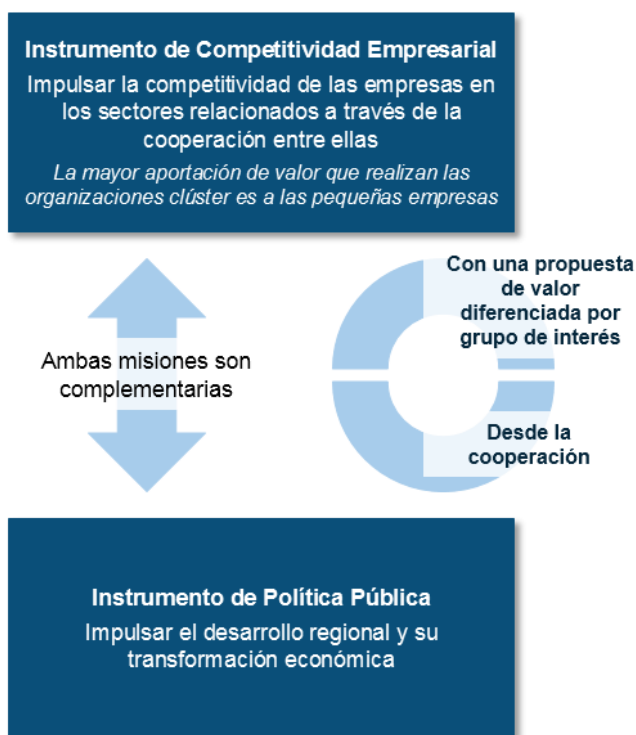 Instrumento de Competitividad Empresarial
Impulsar la competitividad de las empresas en
los sectores relacionados a través de la
cooperación entre ellas
La mayor aportación de valor que realizan las
organizaciones clúster es a las pequeñas empresas
Con una propuesta
de valor
diferenciada por
grupo de interés
Ambas misiones son
complementarias
Desde la
cooperación
Instrumento de Política Pública
Impulsar el desarrollo regional y su
transformación económica